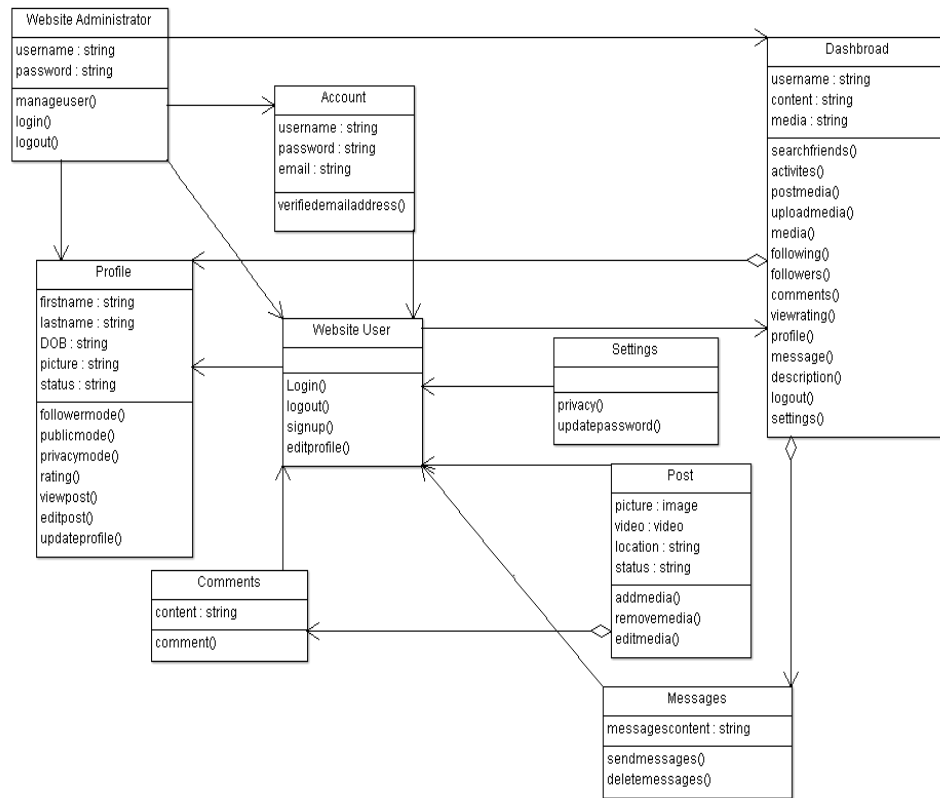 Website Administrator
username : string
password : string
manageuser()
login()
logout()
Account
username : string
password : string
email : string
verifiedemailaddress()
Dashbroad
username : string
content : string
media : string
searchfriends()
activites()
postmedia()
uploadmedia()
media()
following()
followers()
comments()
viewrating()
profile()
message()
description()
logout()
settings()
Profile
firstname : string
lastname : string
DOB : string
picture : string
status : string
followermode()
publicmode()
privacymode()
rating()
viewpost()
editpost()
updateprofile()
Website User
Login()
logout()
signup()
editprofile()
Settings
privacy()
updatepassword()
Post
picture : image
video : video
location : string
status : string
addmedia()
removemedia()
editmedia()
Comments
content : string
comment()
Messages
messagescontent : string
sendmessages()
deletemessages()